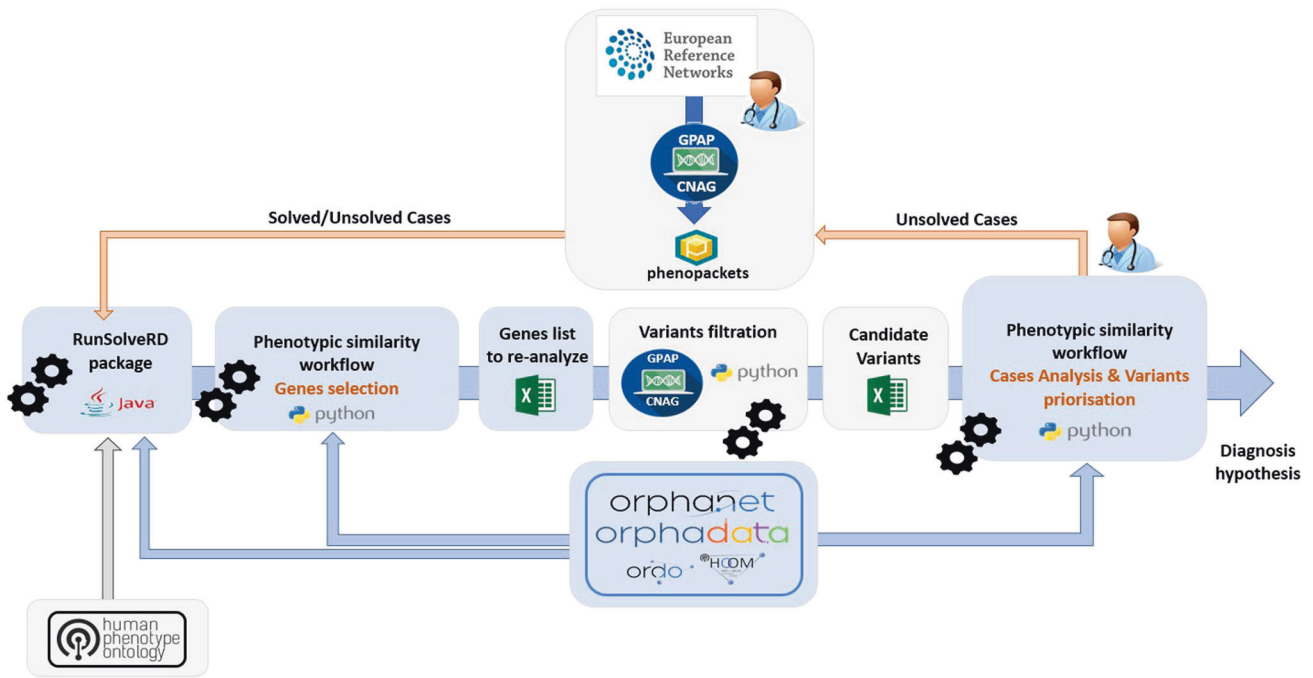 European
Reference
Networks
GPAP
CNAG
phenopackets
Solved/Unsolved Cases
Unsolved Cases
RunSolveRD
package
Java
Phenotypic similarity
workflow
Genes selection
python
Genes list
to re-analyze
X
Variants filtration
GPAP
CNAG
python
Candidate
Variants
X
Phenotypic similarity
workflow
Cases Analysis & Variants
priorisation
python
Diagnosis
hypothesis
orphanet
orphadata
ordo
HOOM
human
phenotype
ontology